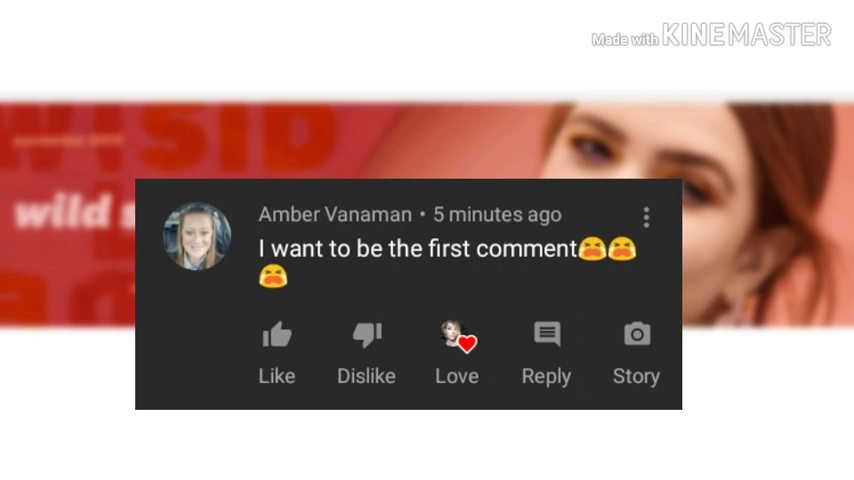 Made with KINEMASTER
wild s
Amber Vanaman • 5 minutes ago
I want to be the first comment😫😫
😫
Like Dislike Love Reply Story